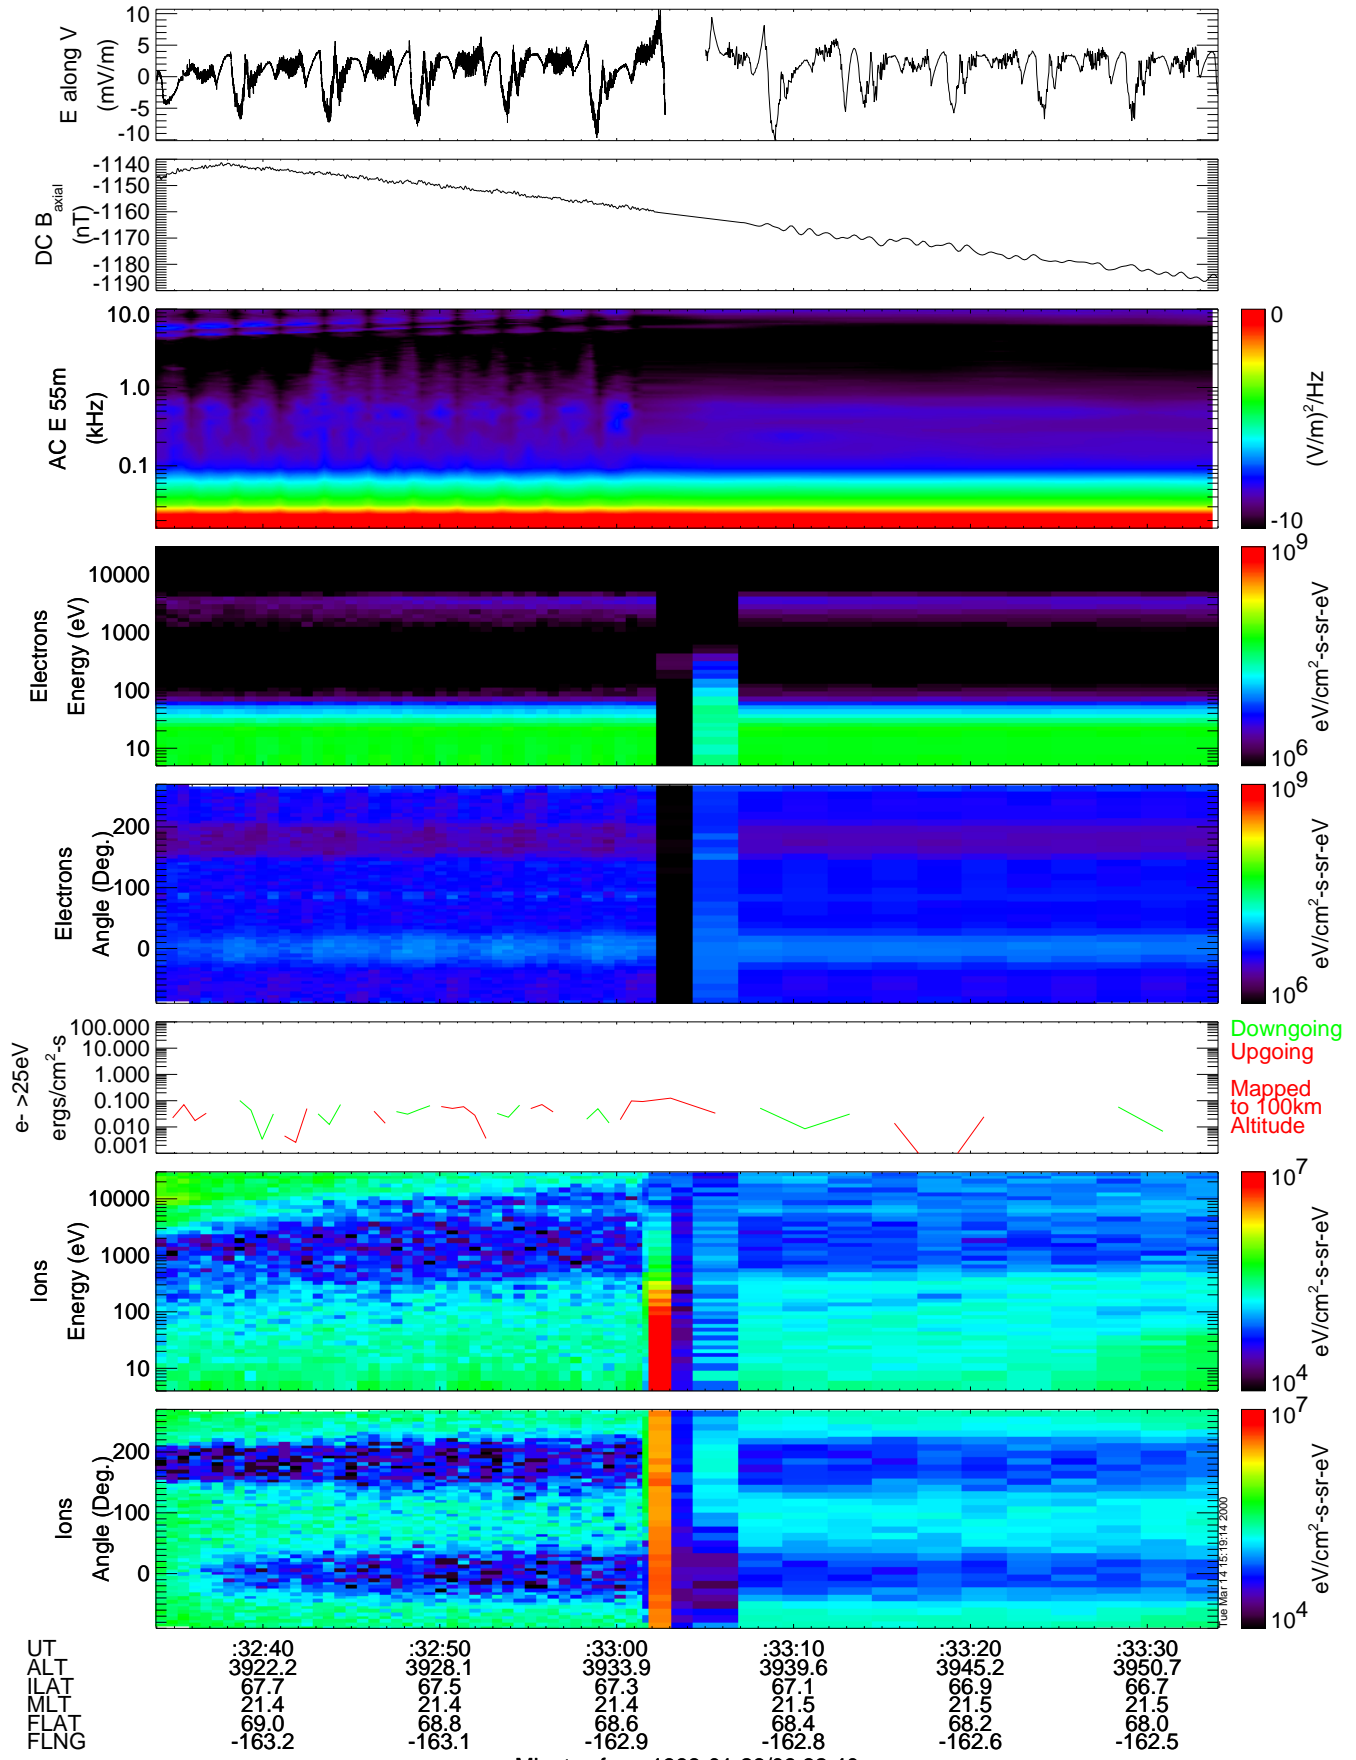 E along V
(mV/m)
10
5
0
-5
-10
DC B axial
(nT)
-1140
-1150
-1160
-1170
-1180
-1190
AC E 55m
(kHz)
10.0
1.0
0.1
0
-10
(V/m)²/Hz
Electrons
Energy (eV)
10000
1000
100
10
10⁹
10⁶
eV/cm²-s-sr-eV
Electrons
Angle (Deg.)
200
100
0
10⁹
10⁶
eV/cm²-s-sr-eV
e- >25eV
ergs/cm²-s
100.000
10.000
1.000
0.100
0.010
0.001
Downgoing
Upgoing
Mapped
to 100km
Altitude
Ions
Energy (eV)
10000
1000
100
10
10⁷
10⁴
eV/cm²-s-sr-eV
Ions
Angle (Deg.)
200
100
0
10⁷
10⁴
eV/cm²-s-sr-eV
Tue Mar 14 15:19:14 2000
UT :32:40 :32:50 :33:00 :33:10 :33:20 :33:30
ALT 3922.2 3928.1 3933.9 3939.6 3945.2 3950.7
ILAT 67.7 67.5 67.3 67.1 66.9 66.7
MLT 21.4 21.4 21.4 21.5 21.5 21.5
FLAT 69.0 68.8 68.6 68.4 68.2 68.0
FLNG -163.2 -163.1 -162.9 -162.8 -162.6 -162.5